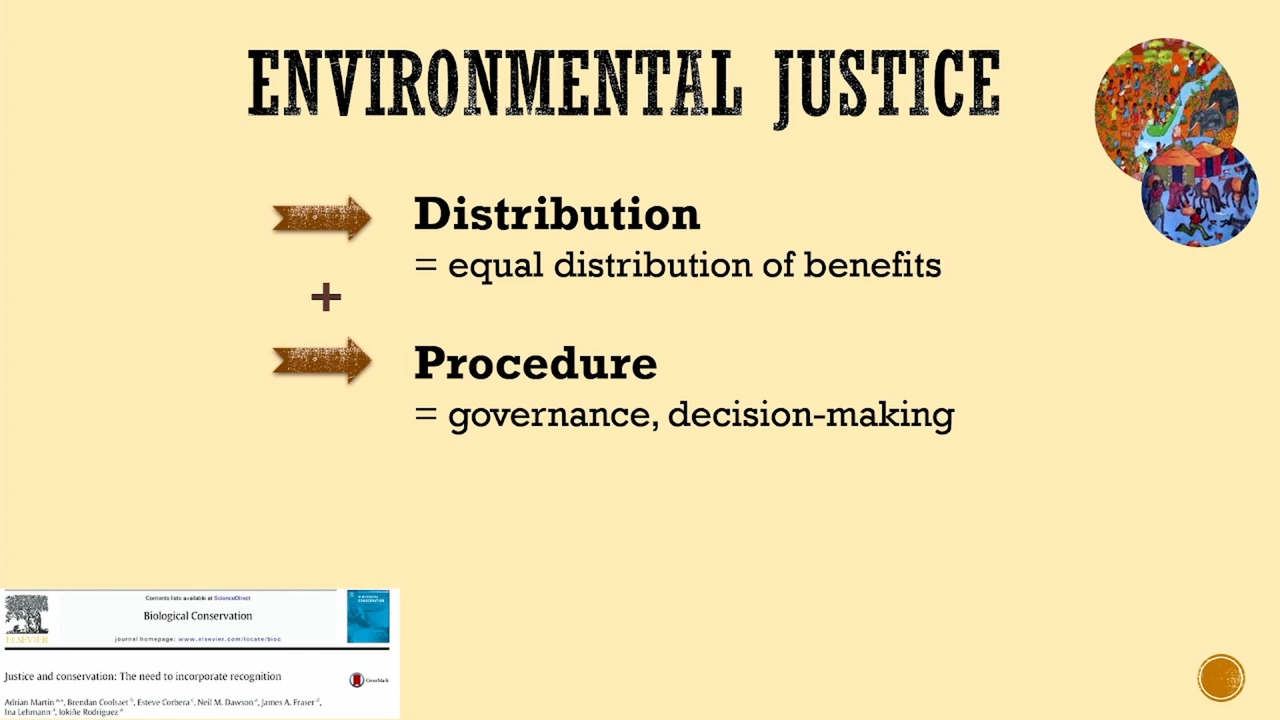 ENVIRONMENTAL JUSTICE
Distribution
= equal distribution of benefits
+
Procedure
= governance, decision-making
Contents lists available at ScienceDirect
Biological Conservation
journal homepage: www.elsevier.com/locate/bioc
ELSEVIER
Justice and conservation: The need to incorporate recognition
CrossMark
Adrian Martin a,*, Brendan Coolsaet b, Esteve Corbera c, Neil M. Dawson a, James A. Fraser d,
Ina Lehmann e, Iokiñe Rodriguez a